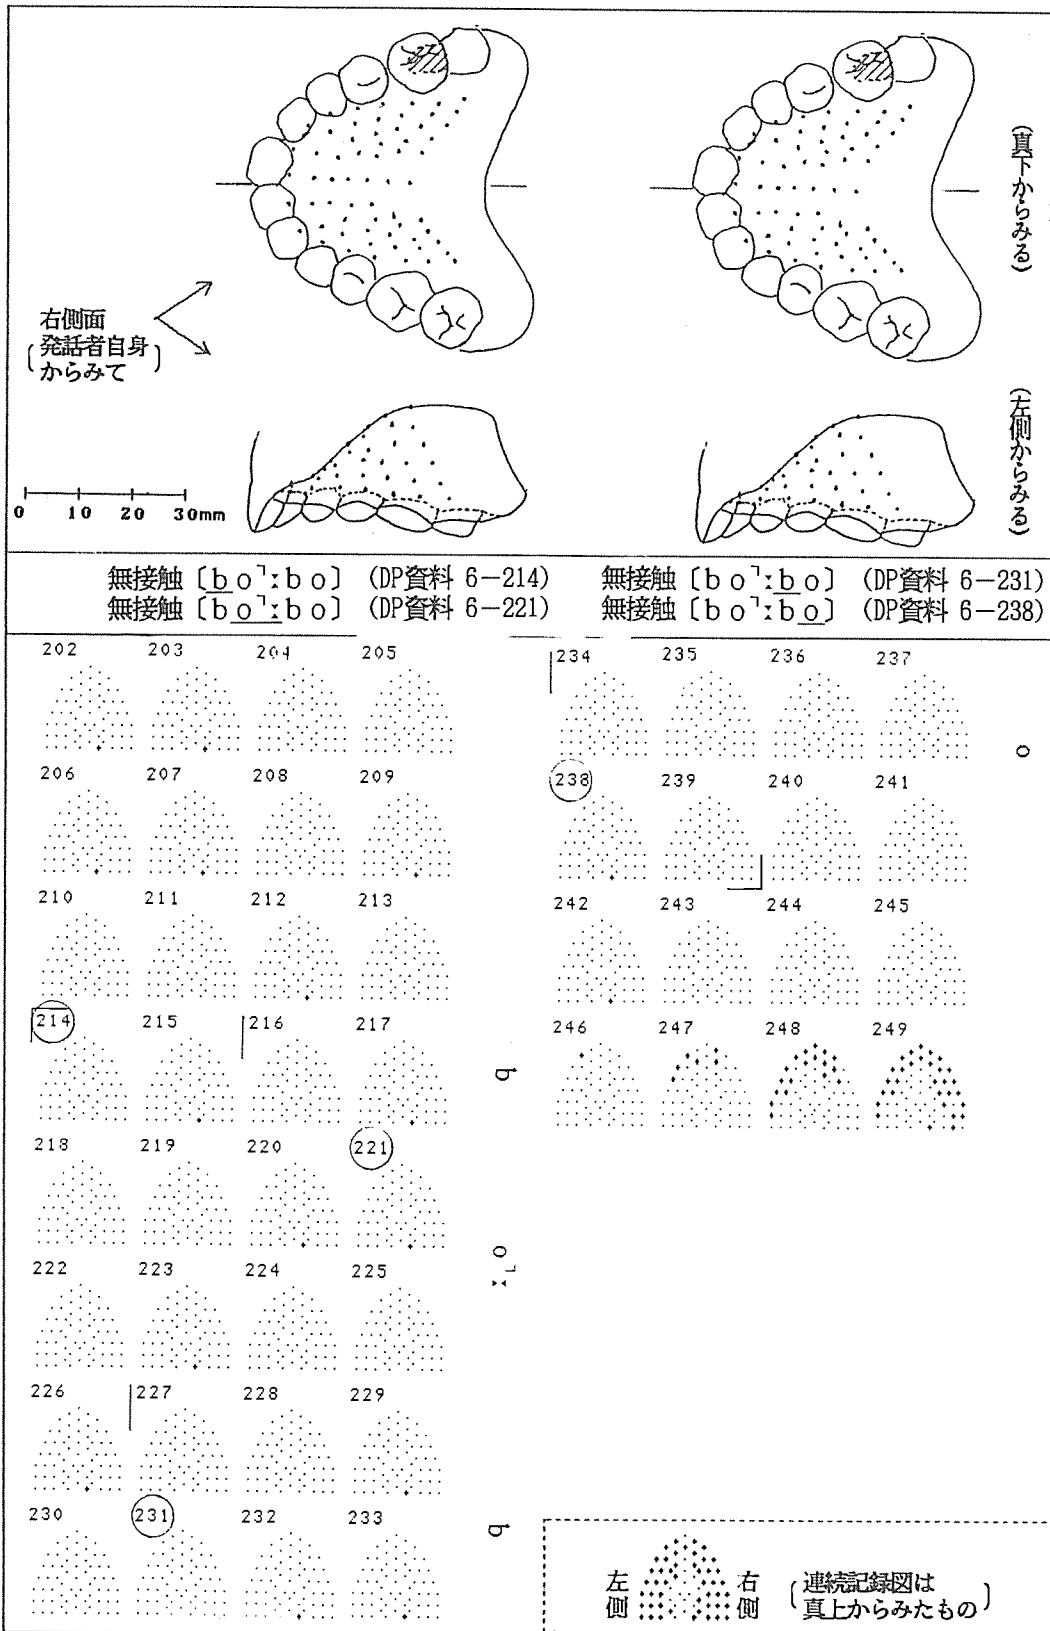 (真下からみる)
右側面
発話者自身
からみて
(左側からみる)
0 10 20 30mm
無接触〔bo¬ːbo〕(DP資料 6-214) 無接触〔bo¬ːbo〕(DP資料 6-231)
無接触〔bo¬ːbo〕(DP資料 6-221) 無接触〔bo¬ːbo〕(DP資料 6-238)
202 203 204 205
206 207 208 209
210 211 212 213
214 215 216 217
b
218 219 220 221
o¬ː
222 223 224 225
226 227 228 229
230 231 232 233
b
234 235 236 237
o
238 239 240 241
242 243 244 245
246 247 248 249
左側 右側
連続記録図は
真上からみたもの